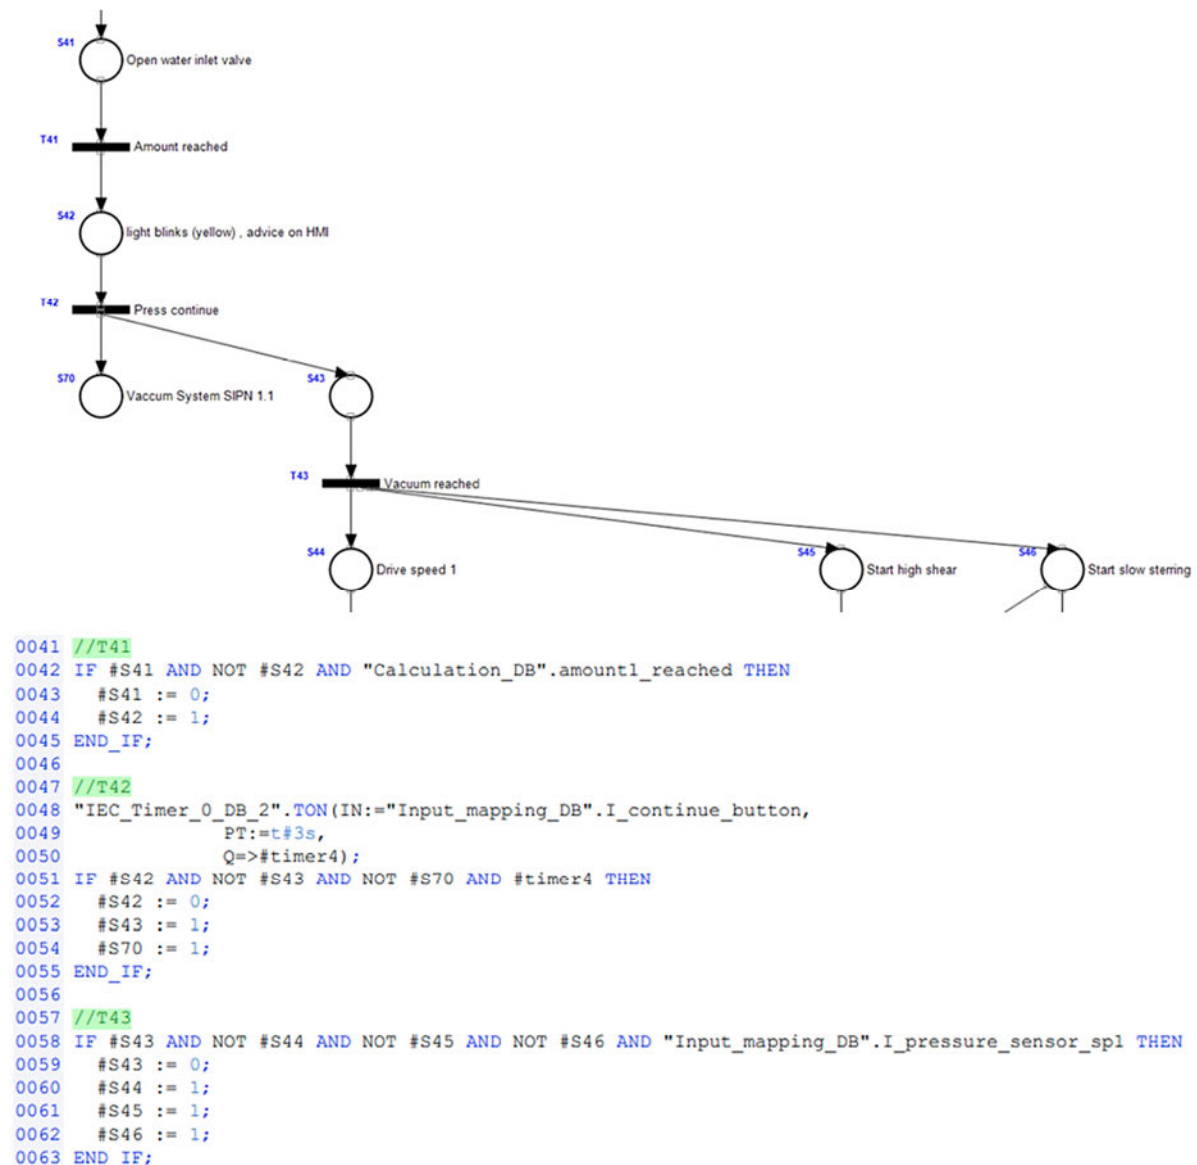 S41
Open water inlet valve
T41
Amount reached
S42
light blinks (yellow) , advice on HMI
T42
Press continue
S70
Vaccum System SIPN 1.1
S43
T43
Vacuum reached
S44
Drive speed 1
S45
Start high shear
S46
Start slow sterring
0041 //T41
0042 IF #S41 AND NOT #S42 AND "Calculation_DB".amount1_reached THEN
0043 #S41 := 0;
0044 #S42 := 1;
0045 END_IF;
0046
0047 //T42
0048 "IEC_Timer_0_DB_2".TON(IN:="Input_mapping_DB".I_continue_button,
0049 PT:=t#3s,
0050 Q=>#timer4);
0051 IF #S42 AND NOT #S43 AND NOT #S70 AND #timer4 THEN
0052 #S42 := 0;
0053 #S43 := 1;
0054 #S70 := 1;
0055 END_IF;
0056
0057 //T43
0058 IF #S43 AND NOT #S44 AND NOT #S45 AND NOT #S46 AND "Input_mapping_DB".I_pressure_sensor_sp1 THEN
0059 #S43 := 0;
0060 #S44 := 1;
0061 #S45 := 1;
0062 #S46 := 1;
0063 END_IF;